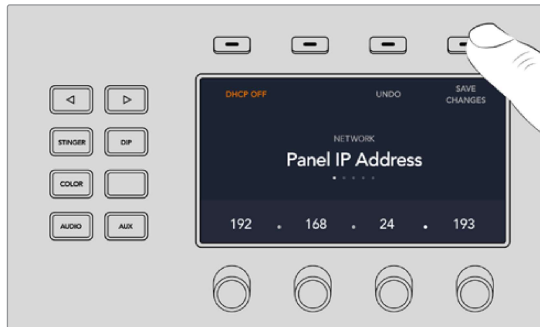 DHCP OFF
UNDO
SAVE
CHANGES
NETWORK
Panel IP Address
192 . 168 . 24 . 193
STINGER
DIP
COLOR
AUDIO
AUX